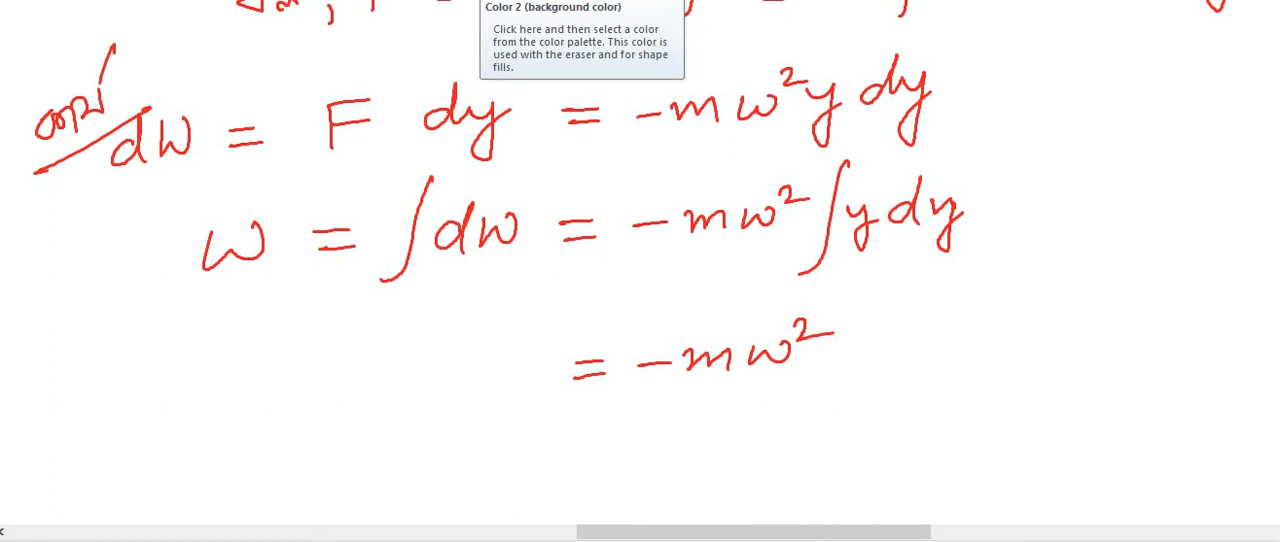 Color 2 (background color)
Click here and then select a color
from the color palette. This color is
used with the eraser and for shape
fills.
dW = F dy = -mω²y dy
W = ∫dW = -mω²∫y dy
= -mω²